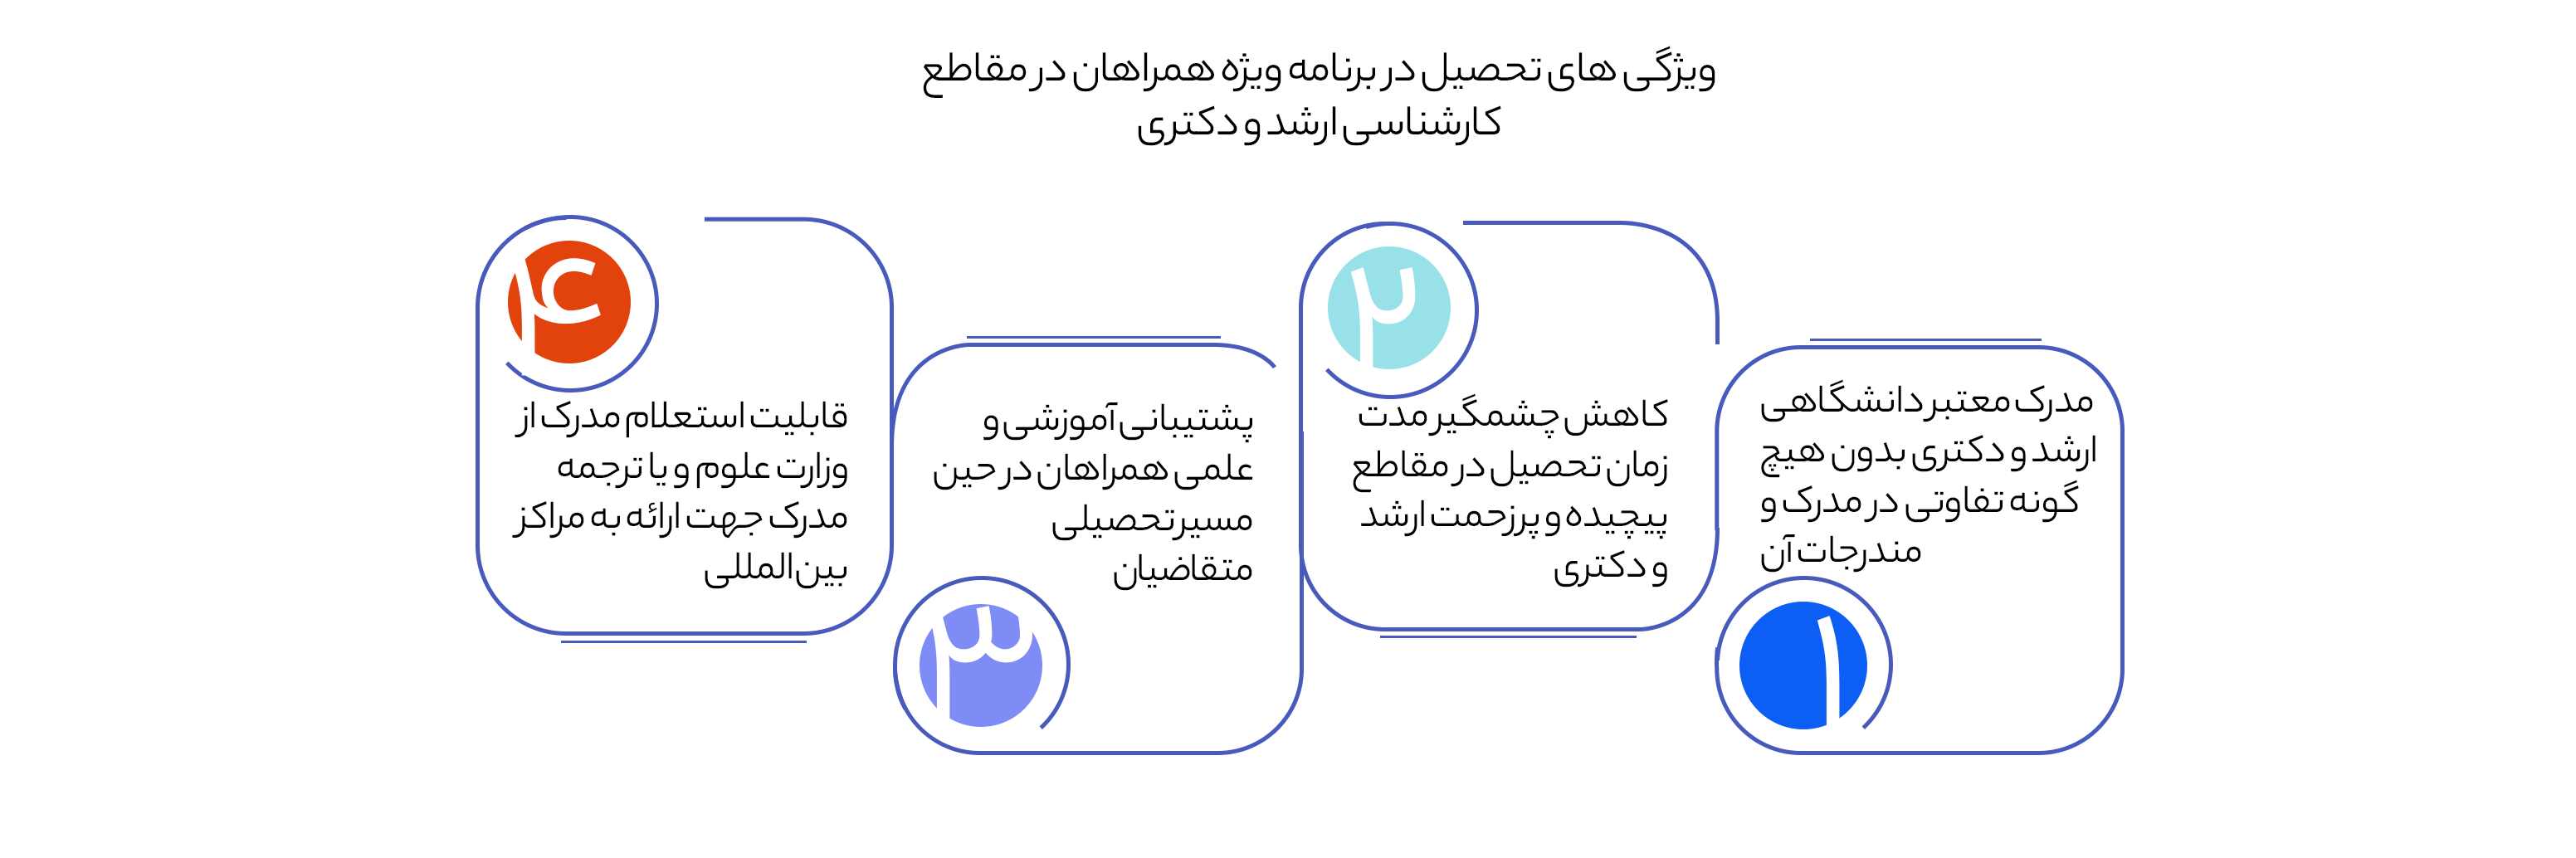 ویژگی های تحصیل در برنامه ویژه همراهان در مقاطع
کارشناسی ارشد و دکتری
مدرک معتبر دانشگاهی
ارشد و دکتری بدون هیچ
گونه تفاوتی در مدرک و
مندرجات آن
۱
۲
کاهش چشمگیر مدت
زمان تحصیل در مقاطع
پیچیده و پرزحمت ارشد
و دکتری
پشتیبانی آموزشی و
علمی همراهان در حین
مسیر تحصیلی
متقاضیان
۳
۴
قابلیت استعلام مدرک از
وزارت علوم و یا ترجمه
مدرک جهت ارائه به مراکز
بین‌المللی